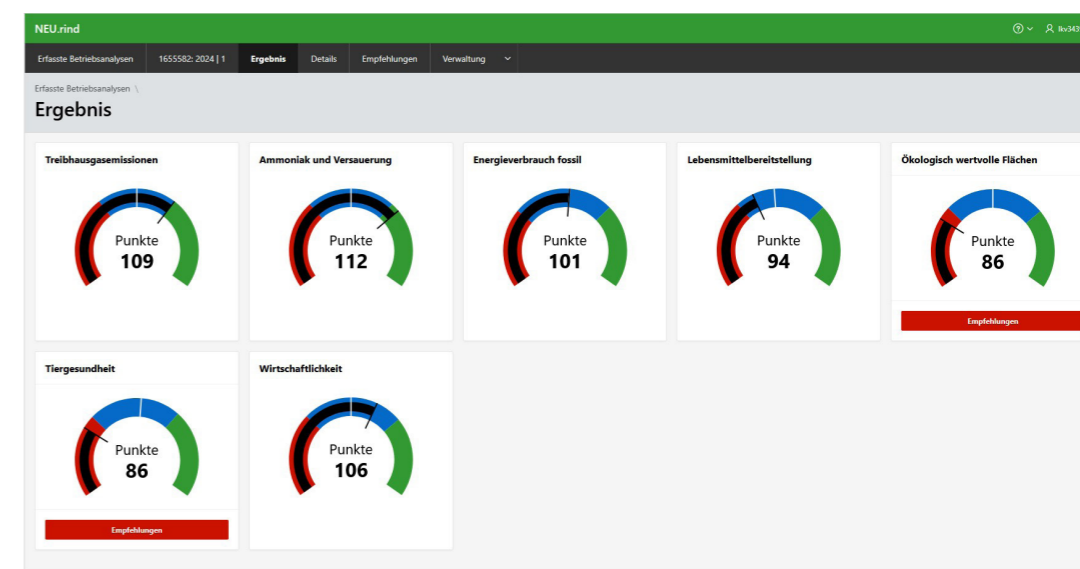 NEU.rind
lkv343
Erfasste Betriebsanalysen 1655582: 2024 | 1 Ergebnis Details Empfehlungen Verwaltung
Erfasste Betriebsanalysen \
Ergebnis
Treibhausgasemissionen
Punkte
109
Ammoniak und Versauerung
Punkte
112
Energieverbrauch fossil
Punkte
101
Lebensmittelbereitstellung
Punkte
94
Ökologisch wertvolle Flächen
Punkte
86
Empfehlungen
Tiergesundheit
Punkte
86
Empfehlungen
Wirtschaftlichkeit
Punkte
106